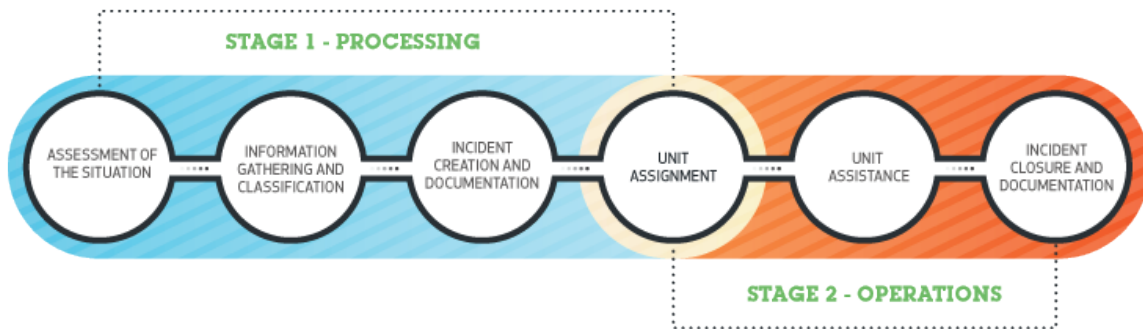 STAGE 1 - PROCESSING
ASSESSMENT OF
THE SITUATION
INFORMATION
GATHERING AND
CLASSIFICATION
INCIDENT
CREATION AND
DOCUMENTATION
UNIT
ASSIGNMENT
UNIT
ASSISTANCE
INCIDENT
CLOSURE AND
DOCUMENTATION
STAGE 2 - OPERATIONS